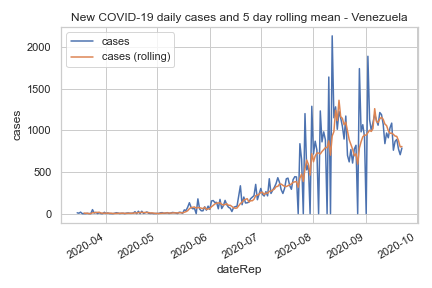 New COVID-19 daily cases and 5 day rolling mean - Venezuela
cases
cases (rolling)
cases
2000
1500
1000
500
0
2020-04
2020-05
2020-06
2020-07
2020-08
2020-09
2020-10
dateRep